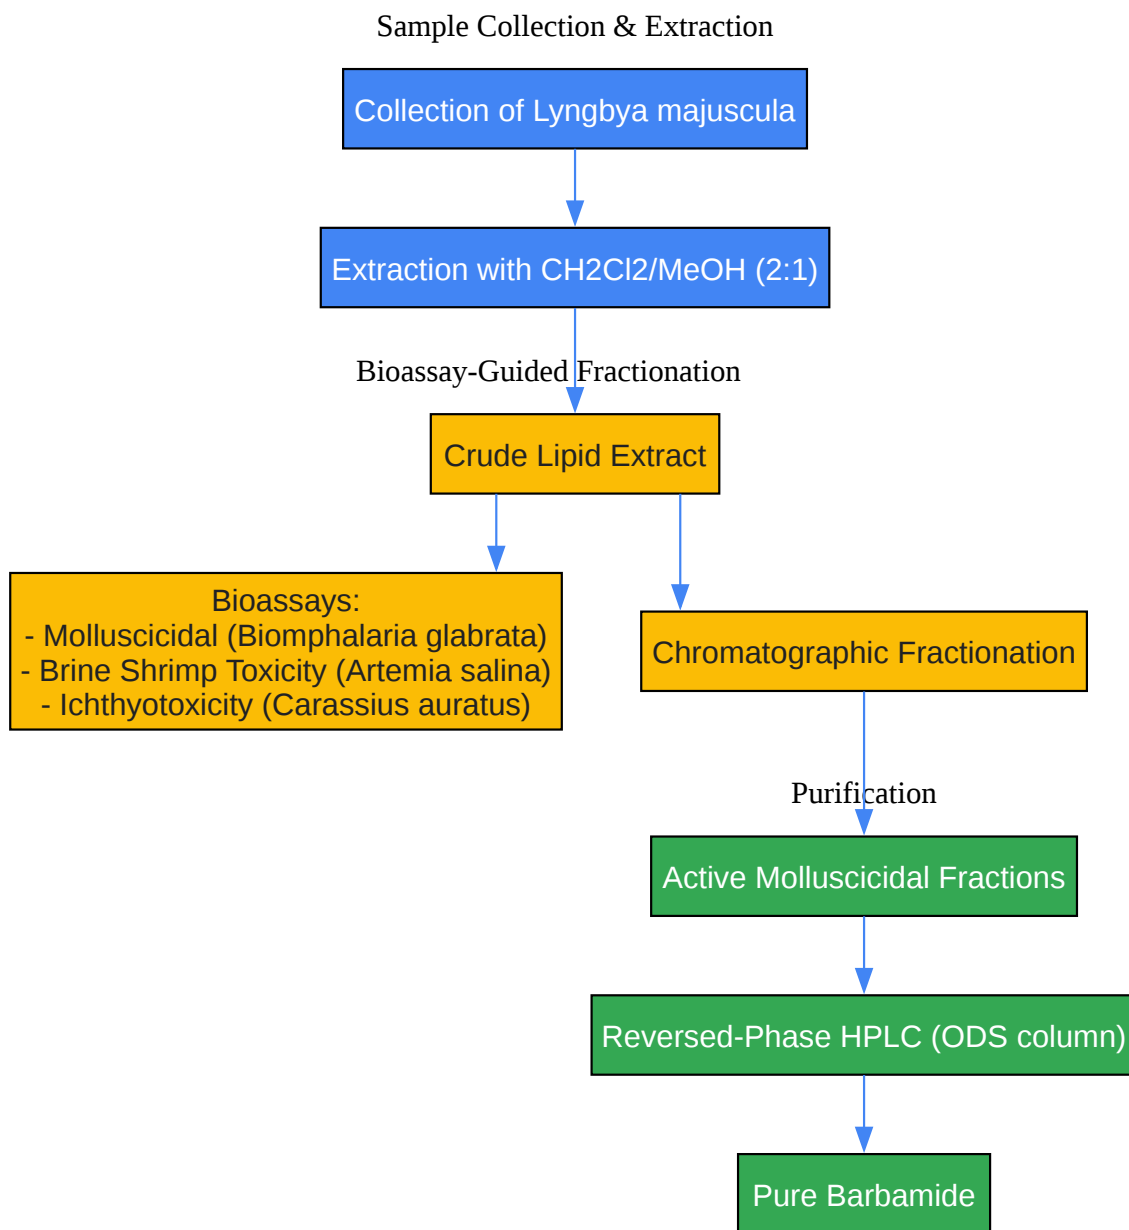 Sample Collection & Extraction
Collection of Lyngbya majuscula
Extraction with CH2Cl2/MeOH (2:1)
Bioassay-Guided Fractionation
Crude Lipid Extract
Bioassays:
- Molluscicidal (Biomphalaria glabrata)
- Brine Shrimp Toxicity (Artemia salina)
- Ichthyotoxicity (Carassius auratus)
Chromatographic Fractionation
Purification
Active Molluscicidal Fractions
Reversed-Phase HPLC (ODS column)
Pure Barbamide